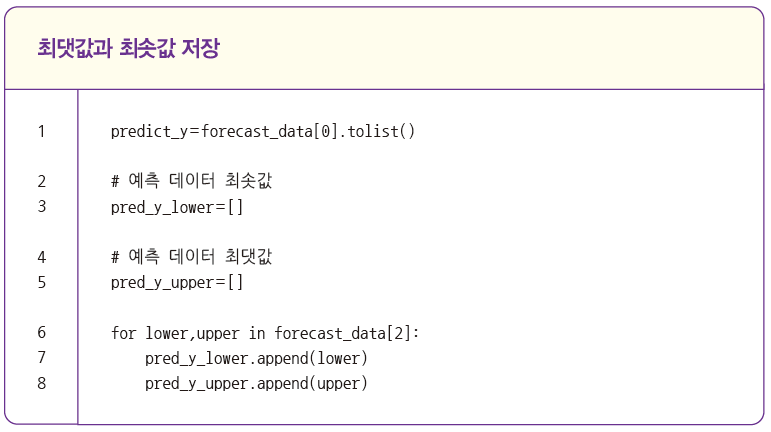 최댓값과 최솟값 저장
1 predict_y=forecast_data[0].tolist()
2 # 예측 데이터 최솟값
3 pred_y_lower=[]
4 # 예측 데이터 최댓값
5 pred_y_upper=[]
6 for lower,upper in forecast_data[2]:
7 pred_y_lower.append(lower)
8 pred_y_upper.append(upper)